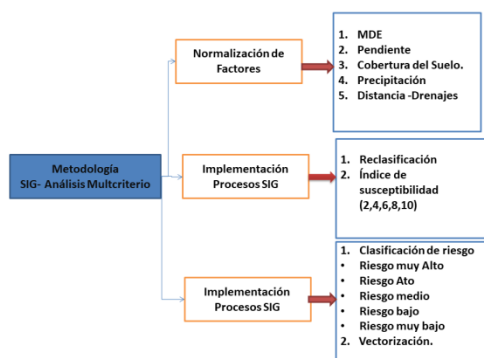 Metodología
SIG- Análisis Multcriterio
Normalización de
Factores
1. MDE
2. Pendiente
3. Cobertura del Suelo.
4. Precipitación
5. Distancia -Drenajes
Implementación
Procesos SIG
1. Reclasificación
2. Índice de
susceptibilidad
(2,4,6,8,10)
Implementación
Procesos SIG
1. Clasificación de riesgo
• Riesgo muy Alto
• Riesgo Ato
• Riesgo medio
• Riesgo bajo
• Riesgo muy bajo
2. Vectorización.